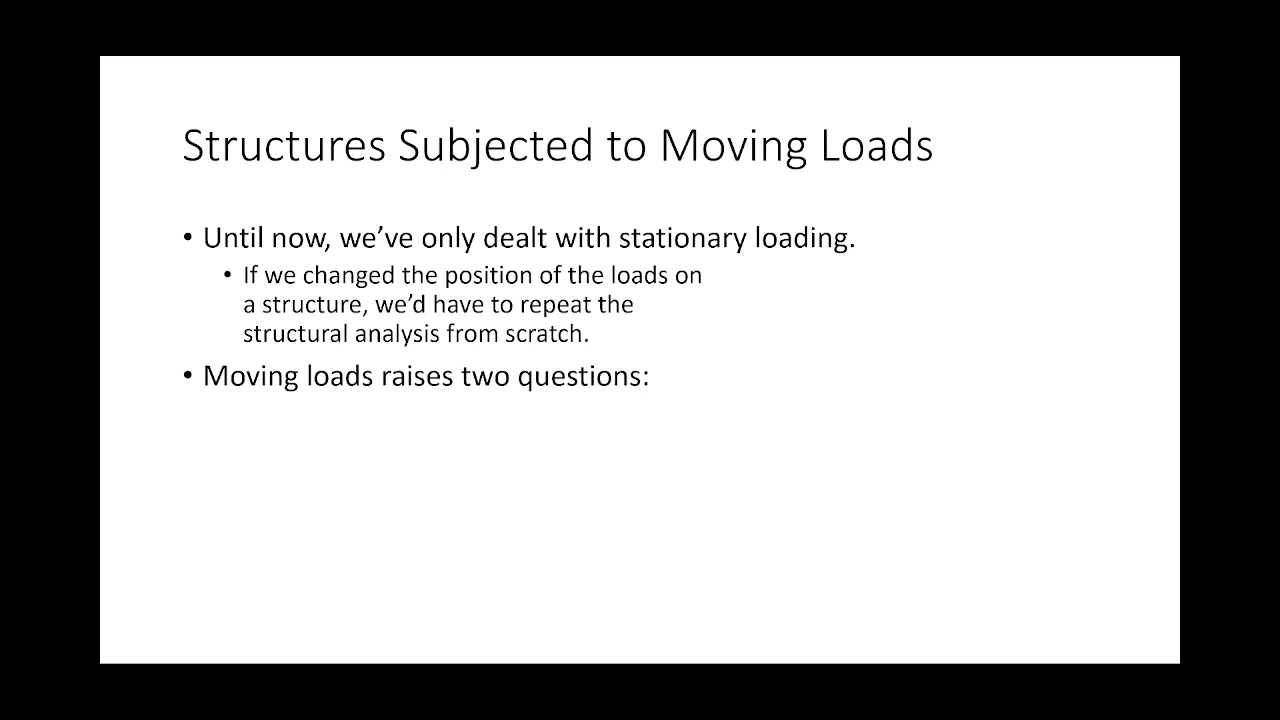 Structures Subjected to Moving Loads
• Until now, we’ve only dealt with stationary loading.
• If we changed the position of the loads on
a structure, we’d have to repeat the
structural analysis from scratch.
• Moving loads raises two questions: